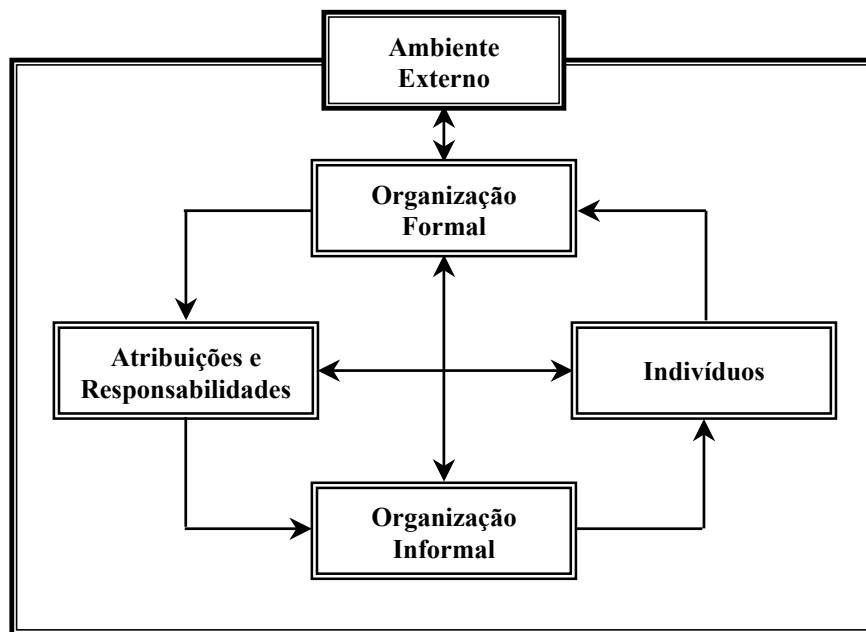 Ambiente
Externo
Organização
Formal
Atribuições e
Responsabilidades
Indivíduos
Organização
Informal